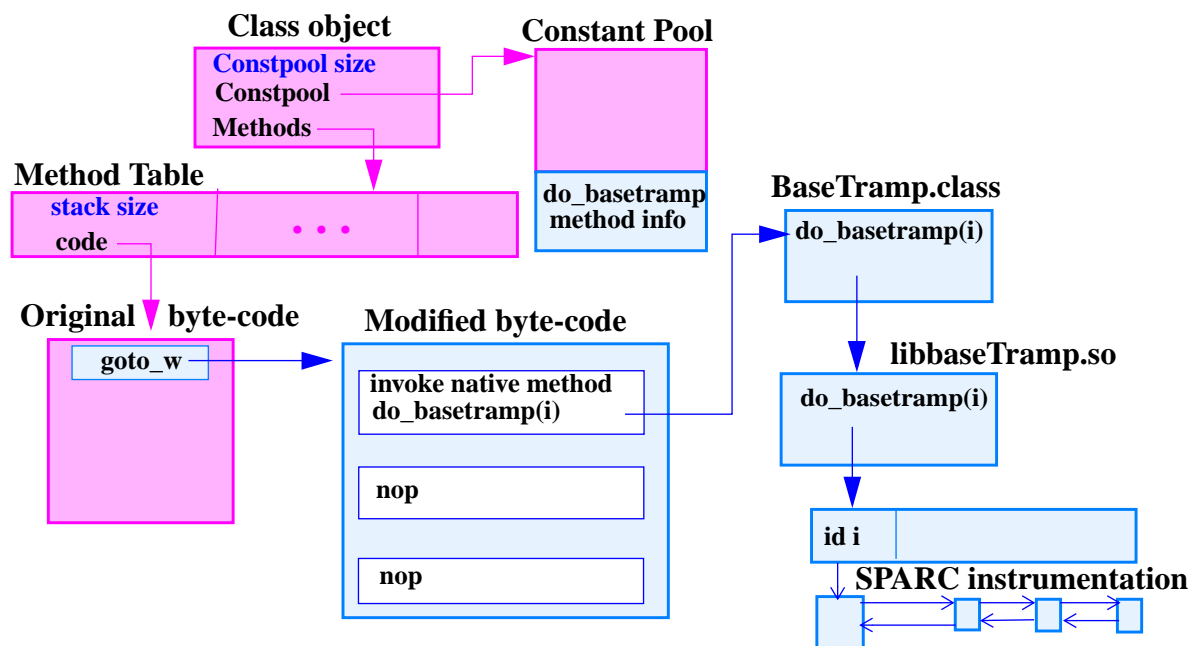 Class object
Constpool size
Constpool
Methods
Constant Pool
do_basetramp
method info
Method Table
stack size
code
• • •
BaseTramp.class
do_basetramp(i)
Original byte-code
goto_w
Modified byte-code
invoke native method
do_basetramp(i)
nop
nop
libbaseTramp.so
do_basetramp(i)
id i
SPARC instrumentation